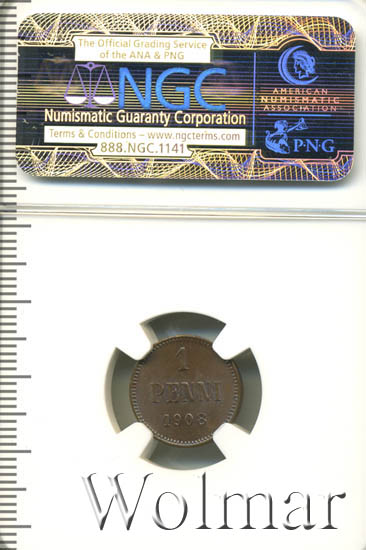 The Official Grading Service
of the ANA & PNG
NGC
Numismatic Guaranty Corporation
Terms & Conditions – www.ngcterms.com
888.NGC.1141
AMERICAN
NUMISMATIC
ASSOCIATION
P·N·G
1
PENNI
1908
Wolmar